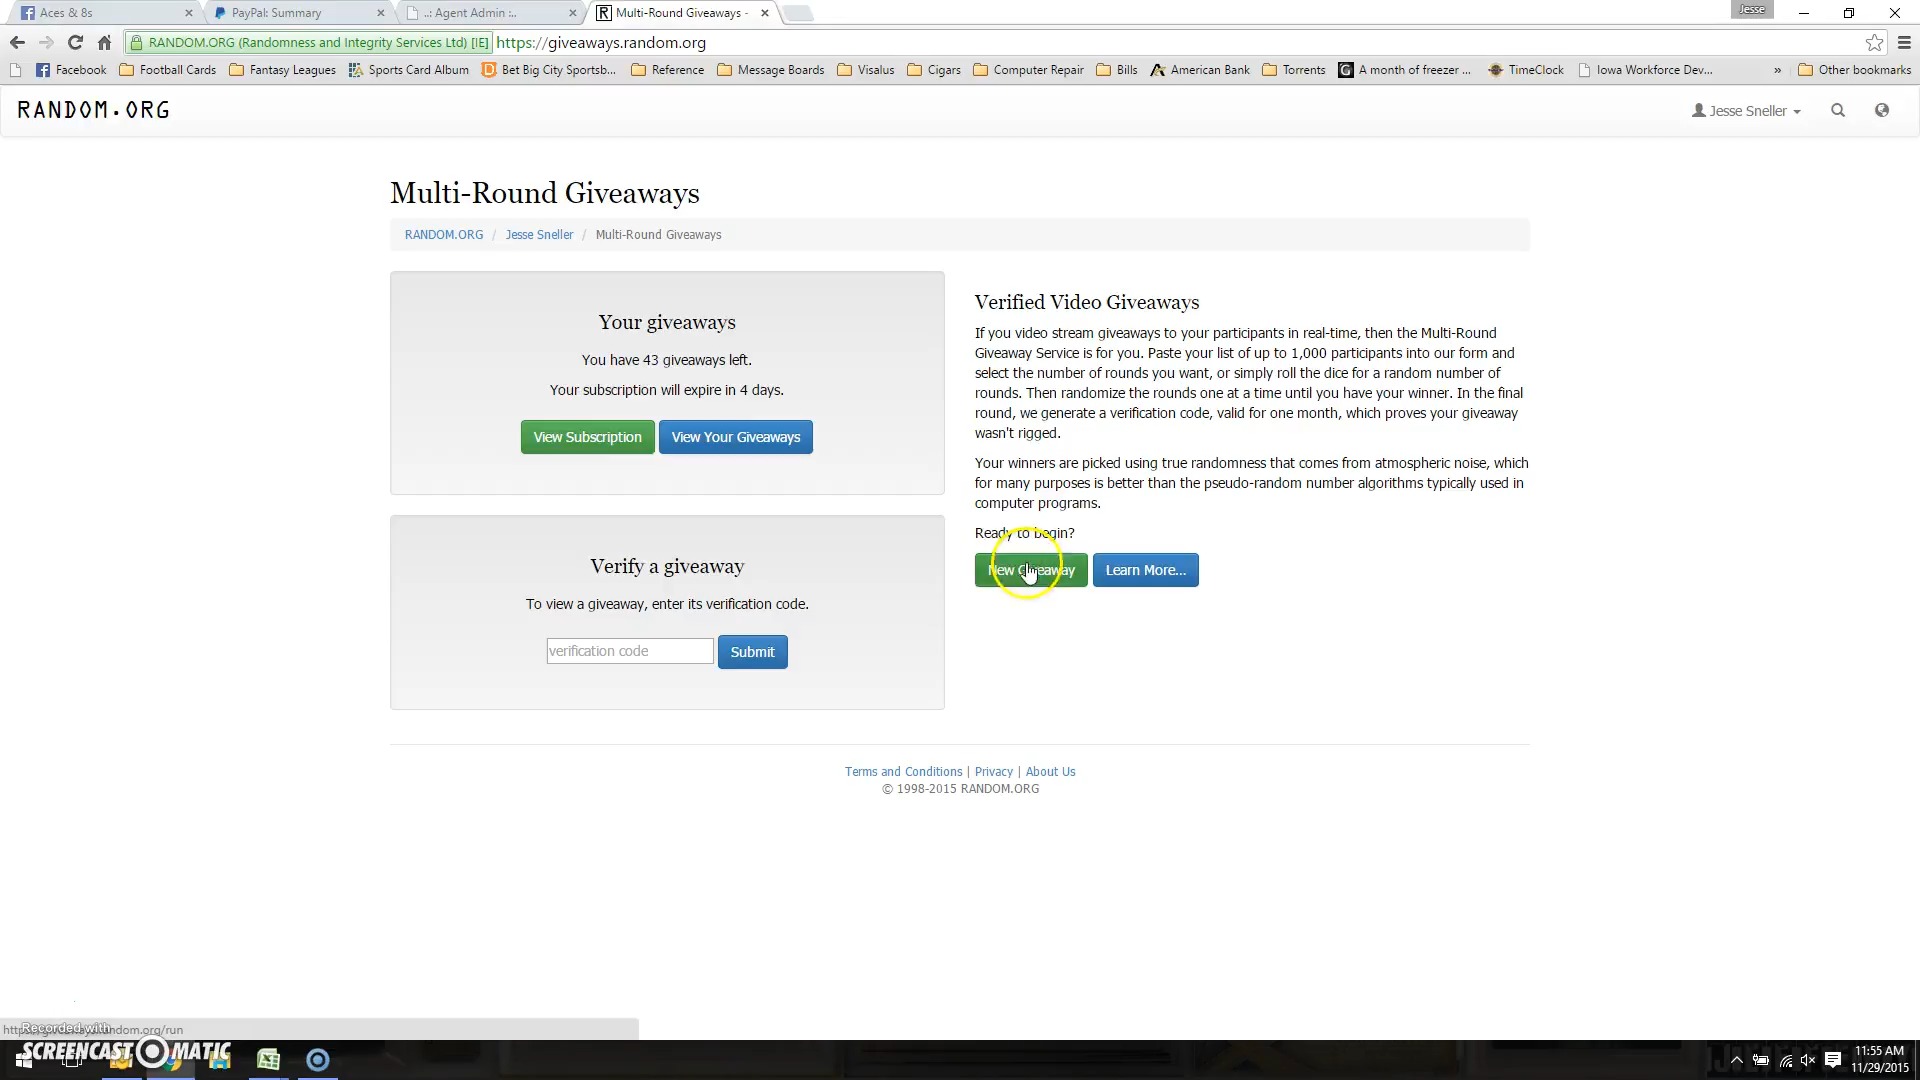 Aces & 8s
PayPal: Summary
..: Agent Admin :..
Multi-Round Giveaways -
Jesse
RANDOM.ORG (Randomness and Integrity Services Ltd) [IE]
https://giveaways.random.org
Facebook
Football Cards
Fantasy Leagues
Sports Card Album
Bet Big City Sportsb...
Reference
Message Boards
Visalus
Cigars
Computer Repair
Bills
American Bank
Torrents
A month of freezer ...
TimeClock
Iowa Workforce Dev...
»
Other bookmarks
RANDOM.ORG
Jesse Sneller
Multi-Round Giveaways
RANDOM.ORG / Jesse Sneller / Multi-Round Giveaways
Your giveaways
You have 43 giveaways left.
Your subscription will expire in 4 days.
View Subscription
View Your Giveaways
Verify a giveaway
To view a giveaway, enter its verification code.
verification code
Submit
Verified Video Giveaways
If you video stream giveaways to your participants in real-time, then the Multi-Round
Giveaway Service is for you. Paste your list of up to 1,000 participants into our form and
select the number of rounds you want, or simply roll the dice for a random number of
rounds. Then randomize the rounds one at a time until you have your winner. In the final
round, we generate a verification code, valid for one month, which proves your giveaway
wasn't rigged.
Your winners are picked using true randomness that comes from atmospheric noise, which
for many purposes is better than the pseudo-random number algorithms typically used in
computer programs.
Ready to begin?
New Giveaway
Learn More...
Terms and Conditions | Privacy | About Us
© 1998-2015 RANDOM.ORG
https://giveaways.random.org/run
Recorded with
SCREENCAST-O-MATIC
11:55 AM
11/29/2015